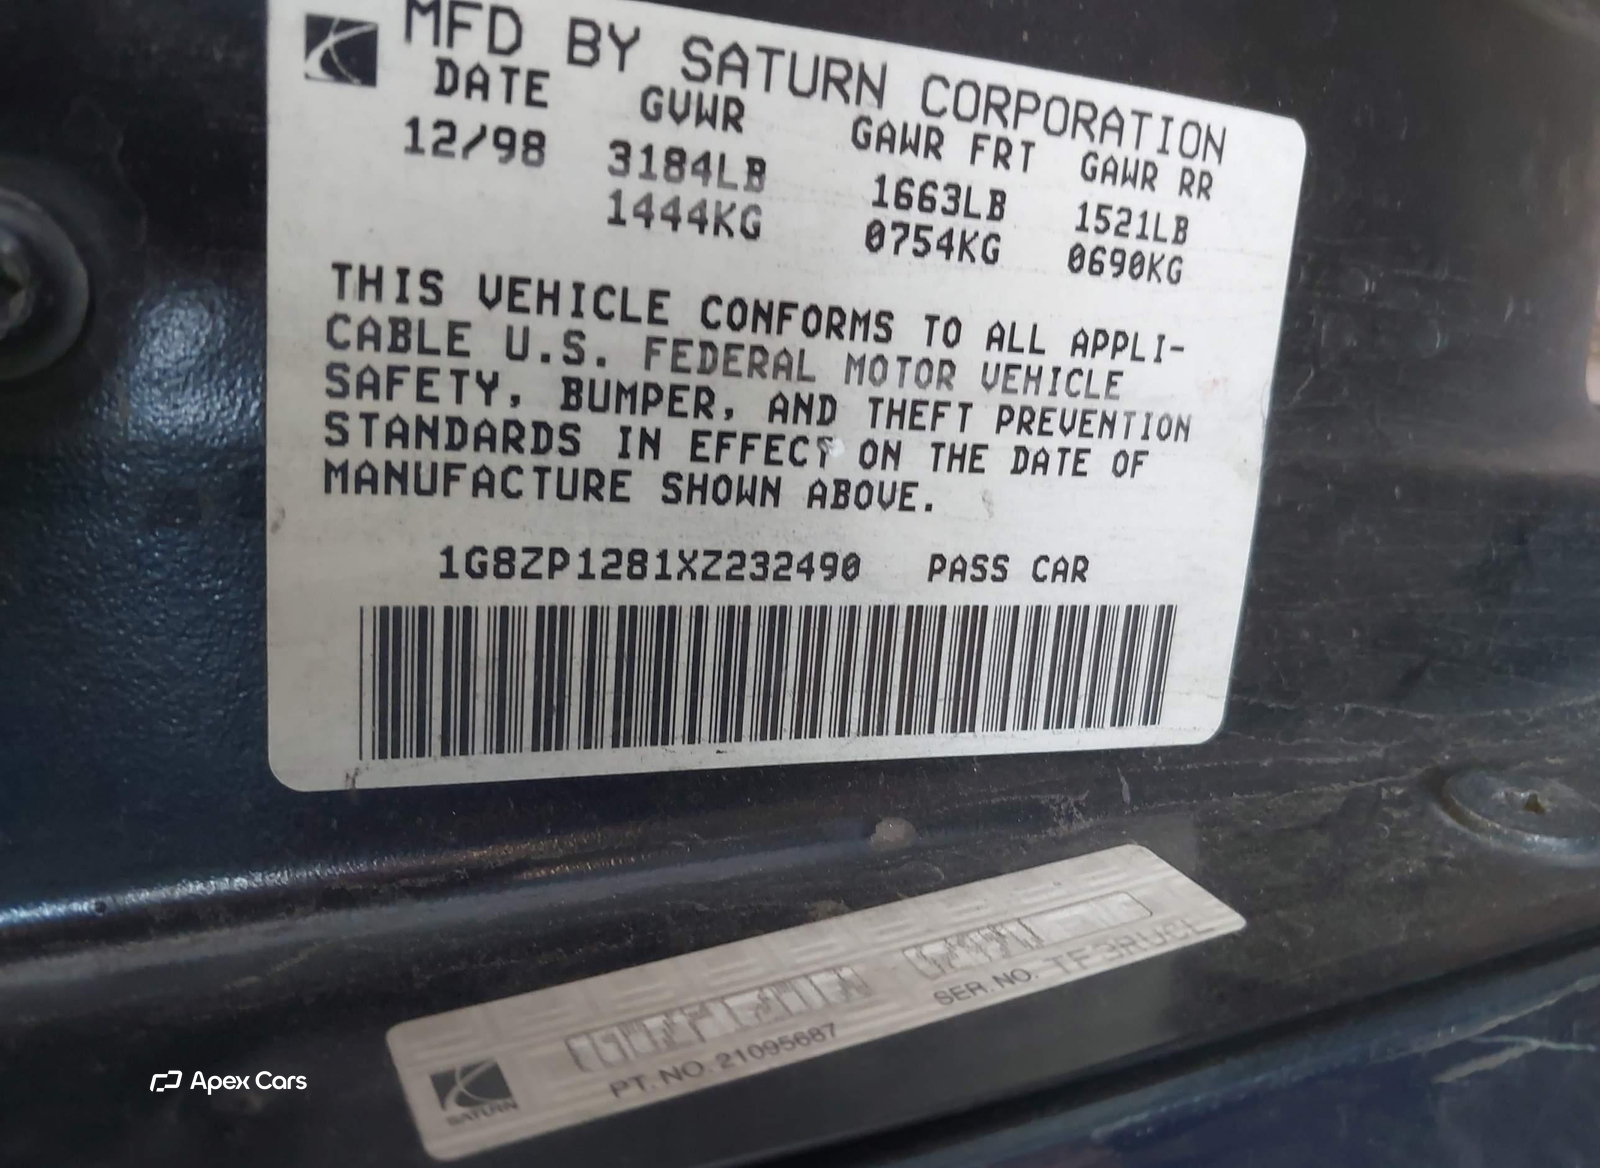 MFD BY SATURN CORPORATION
DATE GVWR GAWR FRT GAWR RR
12/98 3184LB 1663LB 1521LB
1444KG 0754KG 0690KG
THIS VEHICLE CONFORMS TO ALL APPLI-
CABLE U.S. FEDERAL MOTOR VEHICLE
SAFETY, BUMPER, AND THEFT PREVENTION
STANDARDS IN EFFECT ON THE DATE OF
MANUFACTURE SHOWN ABOVE.
1G8ZP1281XZ232490 PASS CAR
SATURN
PT. NO. 21095687
SER. NO.
Apex Cars